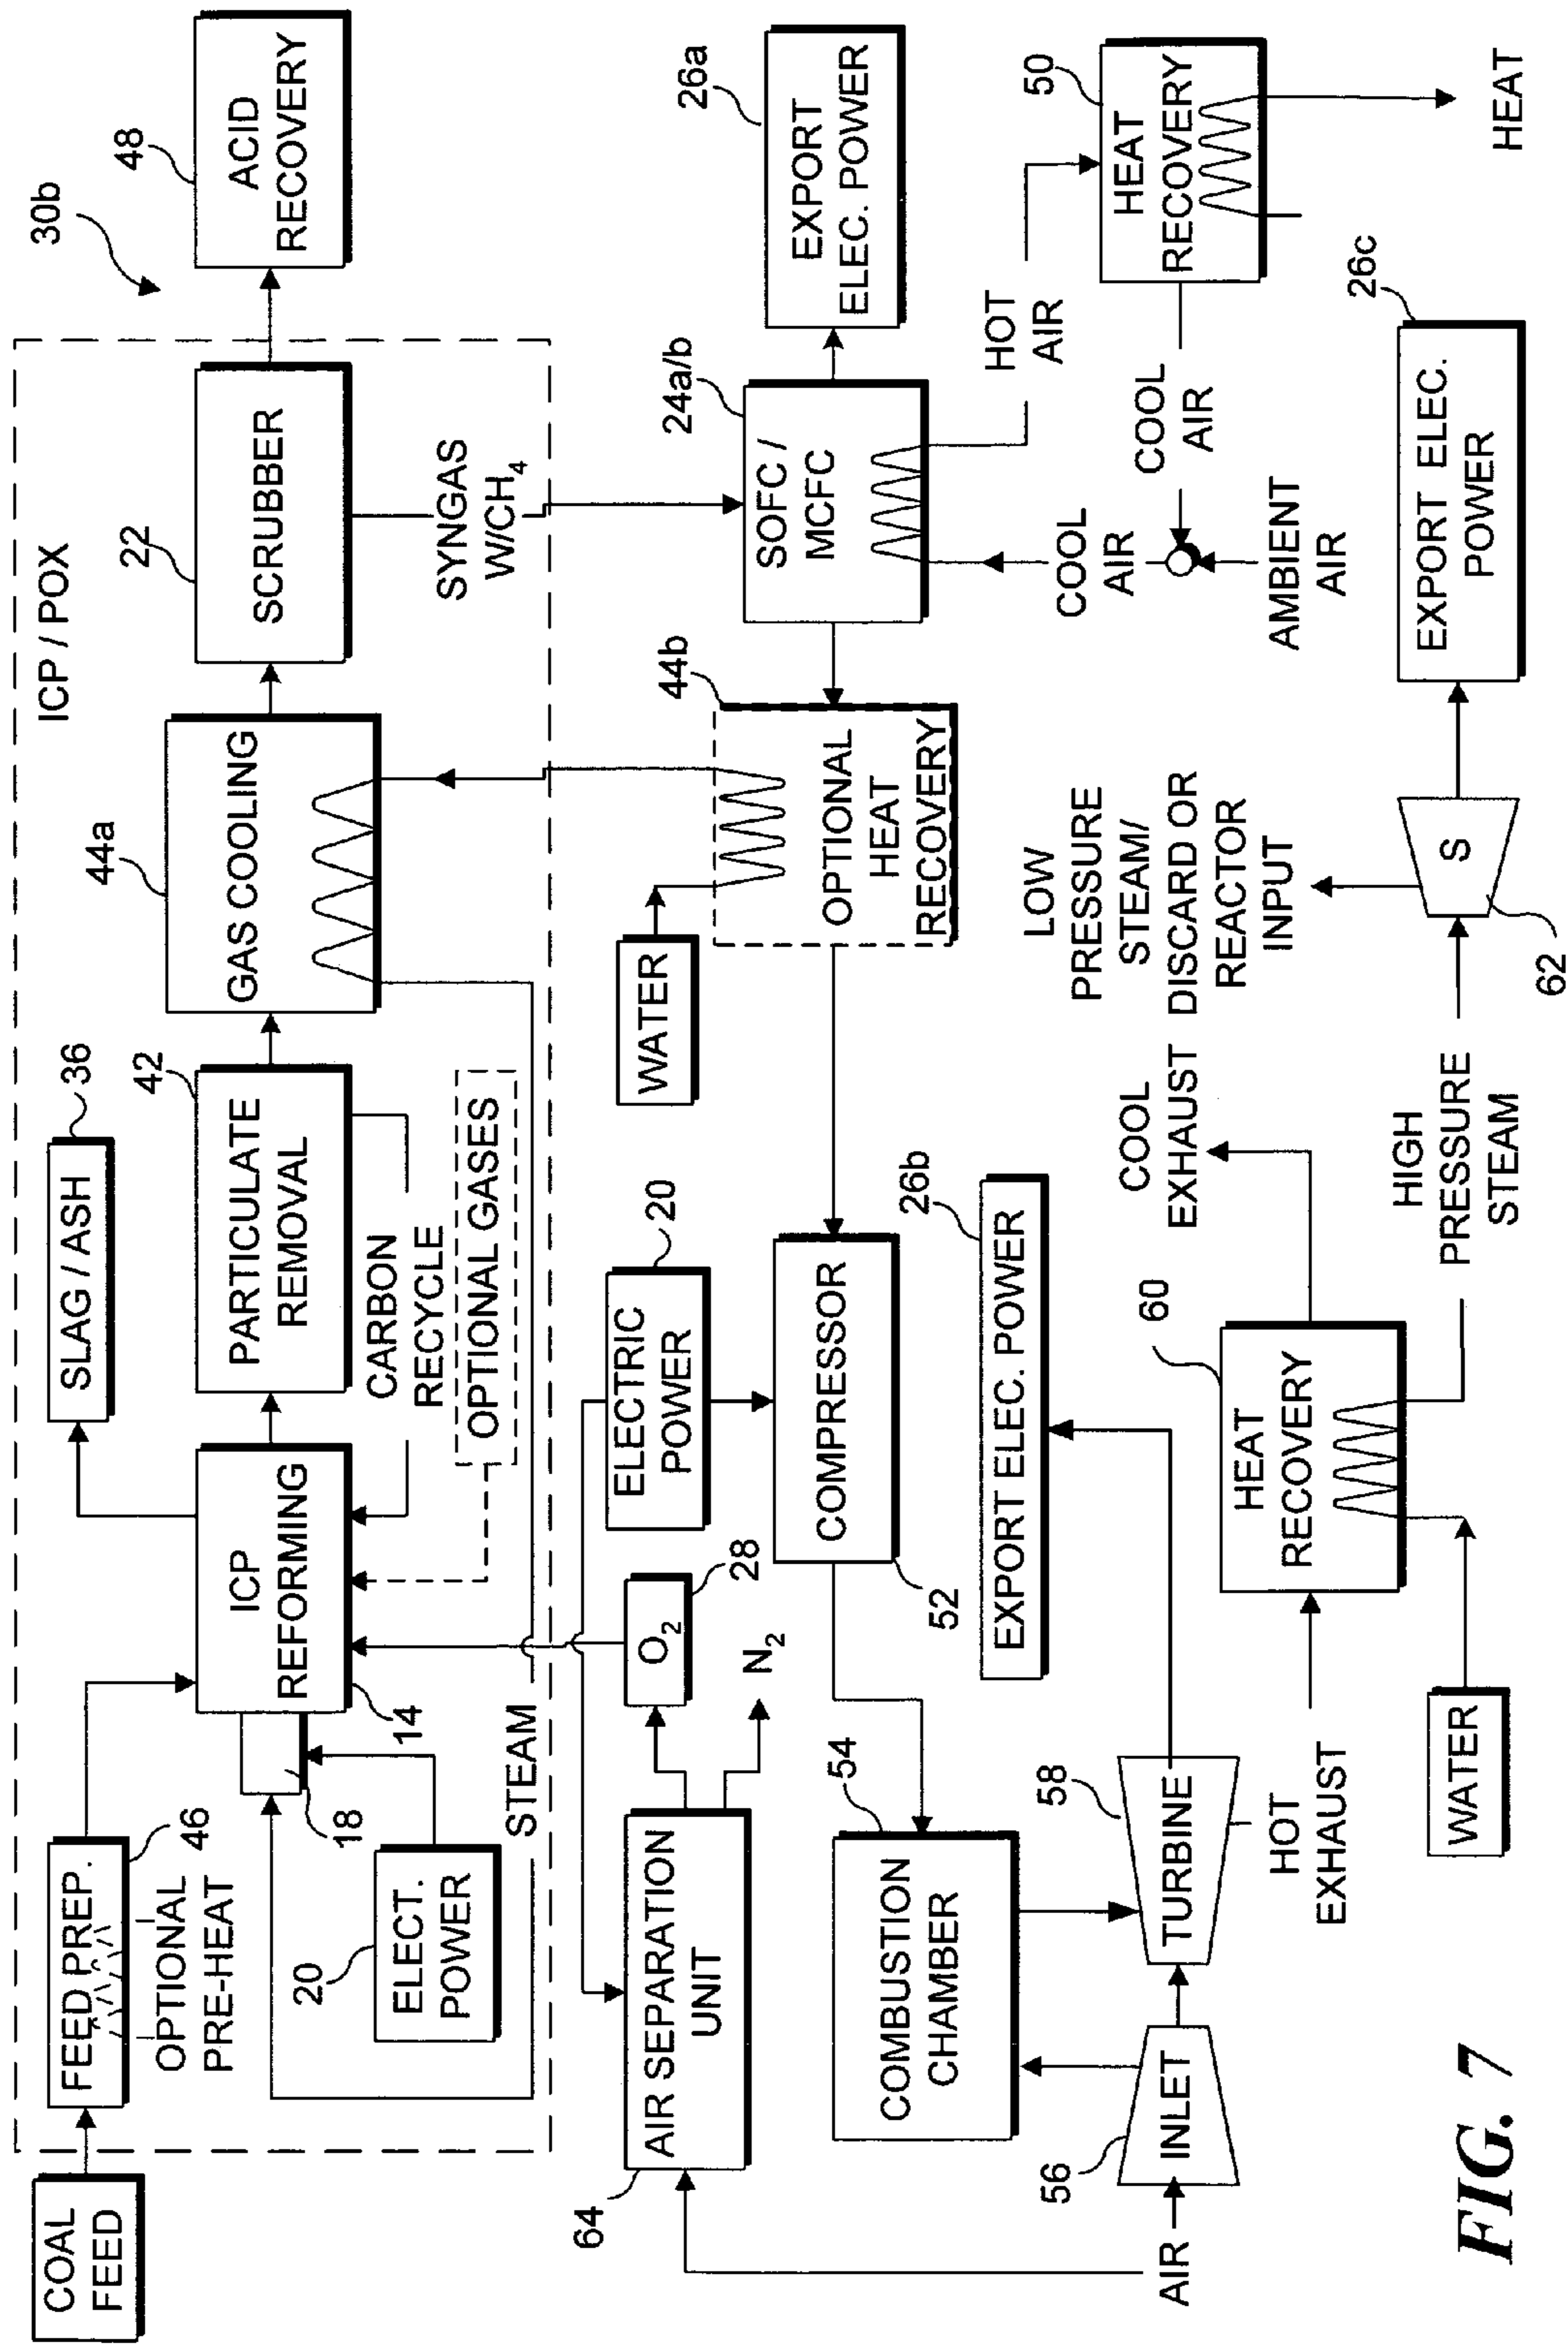 30b
COAL
FEED
ICP / POX
FEED PREP.
46
OPTIONAL
PRE-HEAT
SLAG / ASH
36
18
ICP
REFORMING
14
PARTICULATE
REMOVAL
42
GAS COOLING
44a
SCRUBBER
22
ACID
RECOVERY
48
20
ELECT.
POWER
STEAM
CARBON
RECYCLE
OPTIONAL GASES
SYNGAS
W/CH4
64
AIR SEPARATION
UNIT
O2
28
N2
ELECTRIC
POWER
20
WATER
OPTIONAL
HEAT
RECOVERY
44b
SOFC /
MCFC
24a/b
EXPORT
ELEC. POWER
26a
COMBUSTION
CHAMBER
54
COMPRESSOR
52
COOL
AIR
HOT
AIR
COOL
AIR
AMBIENT
AIR
HEAT
RECOVERY
50
HEAT
AIR
INLET
56
TURBINE
58
EXPORT ELEC. POWER
26b
HOT
EXHAUST
HEAT
RECOVERY
60
COOL
EXHAUST
WATER
HIGH
PRESSURE
STEAM
LOW
PRESSURE
STEAM/
DISCARD OR
REACTOR
INPUT
S
62
EXPORT ELEC.
POWER
26c
FIG. 7